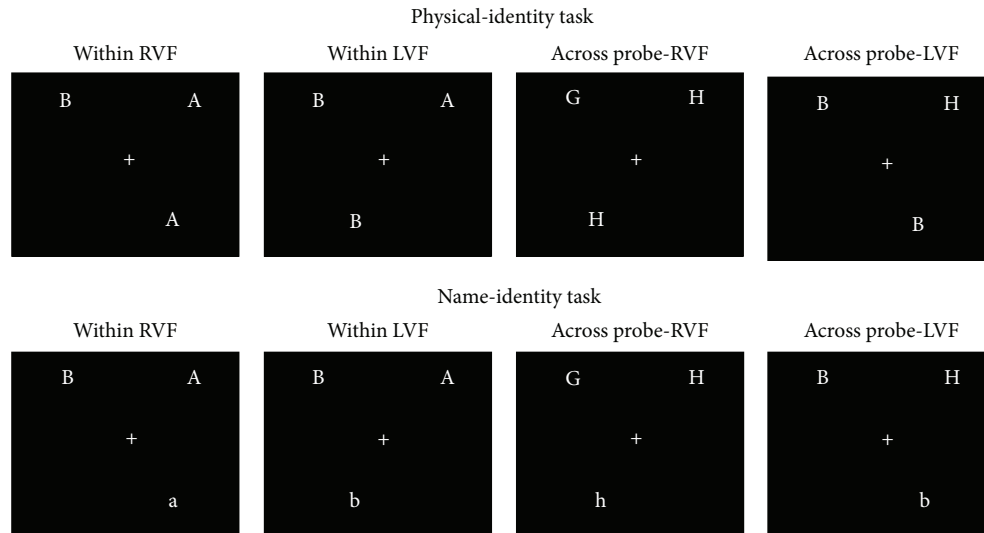 Physical-identity task
Within RVF Within LVF Across probe-RVF Across probe-LVF
B A B A G H B H
+ + + +
A B H B
Name-identity task
Within RVF Within LVF Across probe-RVF Across probe-LVF
B A B A G H B H
+ + + +
a b h b